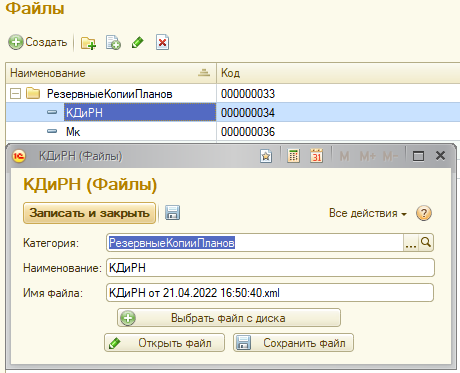 Файлы
Создать
Наименование Код
РезервныеКопииПланов 000000033
КДиРН 000000034
Мк 000000036
1С КДиРН (Файлы) 31 M M+ M-
КДиРН (Файлы)
Записать и закрыть Все действия ?
Категория: РезервныеКопииПланов ...
Наименование: КДиРН
Имя файла: КДиРН от 21.04.2022 16:50:40.xml
Выбрать файл с диска
Открыть файл Сохранить файл